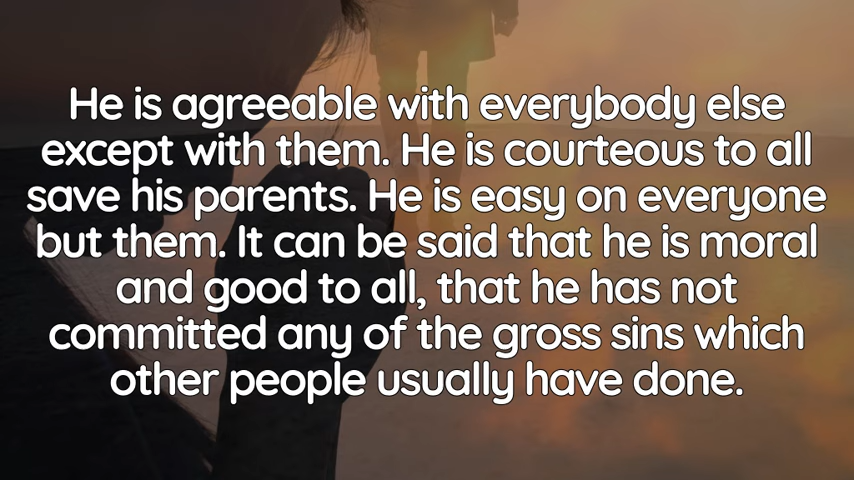 He is agreeable with everybody else
except with them. He is courteous to all
save his parents. He is easy on everyone
but them. It can be said that he is moral
and good to all, that he has not
committed any of the gross sins which
other people usually have done.